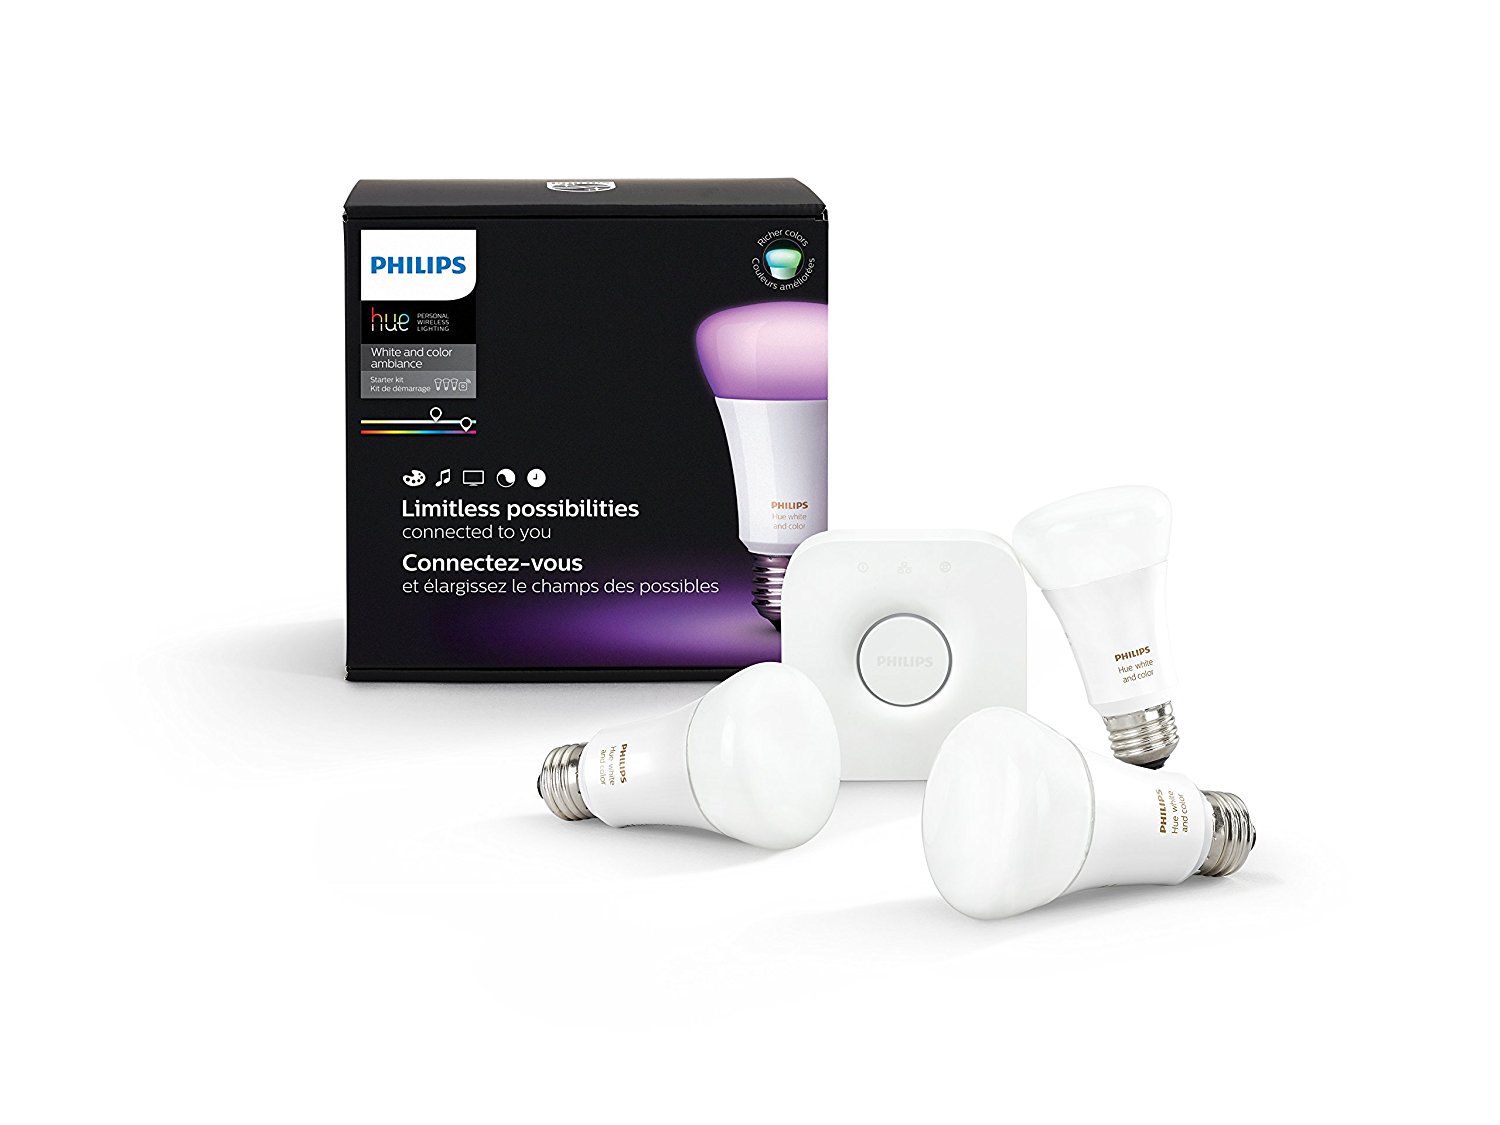 PHILIPS
hue
PERSONAL
WIRELESS
LIGHTING
White and color
ambiance
Starter kit
Kit de démarrage
Richer colors
Couleurs améliorées
Limitless possibilities
connected to you
Connectez-vous
et élargissez le champs des possibles
PHILIPS
Hue white
and color
PHILIPS
PHILIPS
Hue white
and color
PHILIPS
Hue white
and color
PHILIPS
Hue white
and color